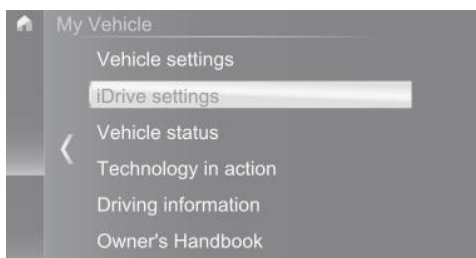 My Vehicle
Vehicle settings
iDrive settings
Vehicle status
Technology in action
Driving information
Owner's Handbook